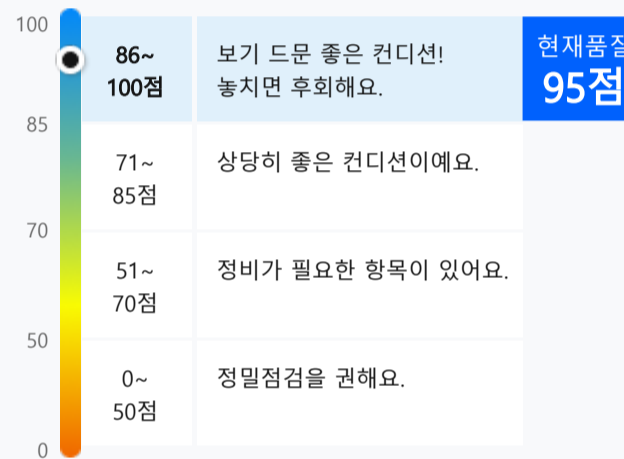 100
86~
100점
보기 드문 좋은 컨디션!
놓치면 후회해요.
현재품질
95점
85
71~
85점
상당히 좋은 컨디션이예요.
70
51~
70점
정비가 필요한 항목이 있어요.
50
0~
50점
정밀점검을 권해요.
0